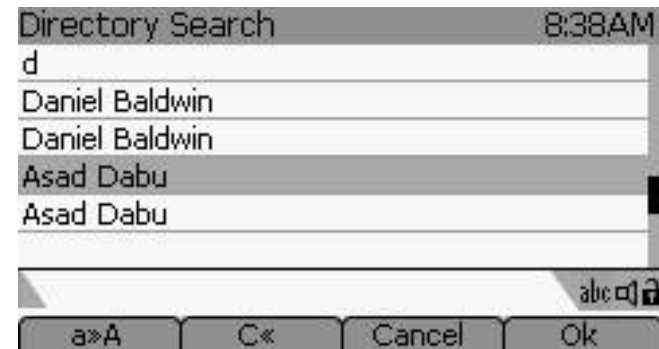 Directory Search 8:38AM
d
Daniel Baldwin
Daniel Baldwin
Asad Dabu
Asad Dabu
abc
a»A C« Cancel Ok